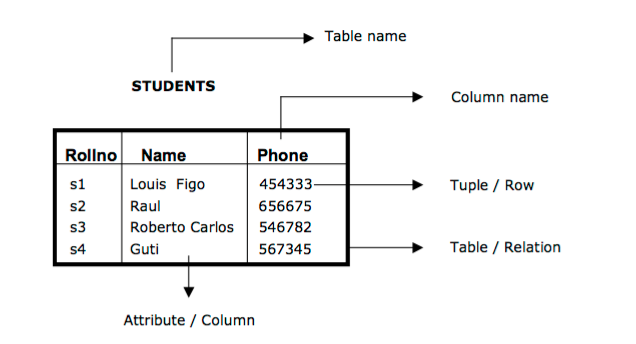 Table name
STUDENTS
Column name
Rollno Name Phone
s1 Louis Figo 454333
Tuple / Row
s2 Raul 656675
s3 Roberto Carlos 546782
s4 Guti 567345
Table / Relation
Attribute / Column